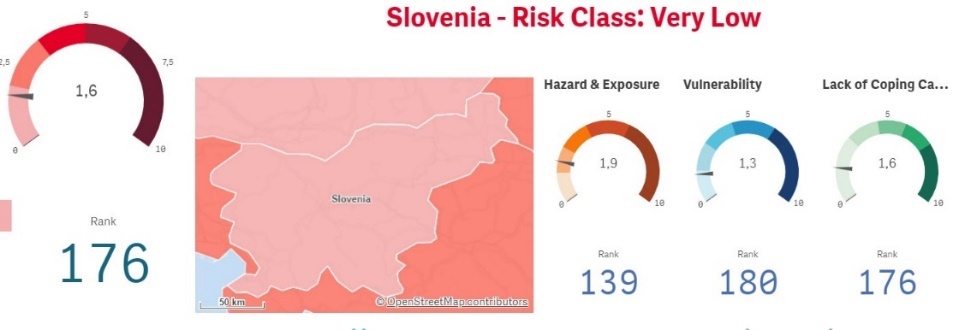 Slovenia - Risk Class: Very Low
5
2,5
7,5
1,6
0
10
Rank
176
Slovenia
50 km
© OpenStreetMap contributors
Hazard & Exposure
5
1,9
0
10
Rank
139
Vulnerability
5
1,3
0
10
Rank
180
Lack of Coping Ca...
5
1,6
0
10
Rank
176